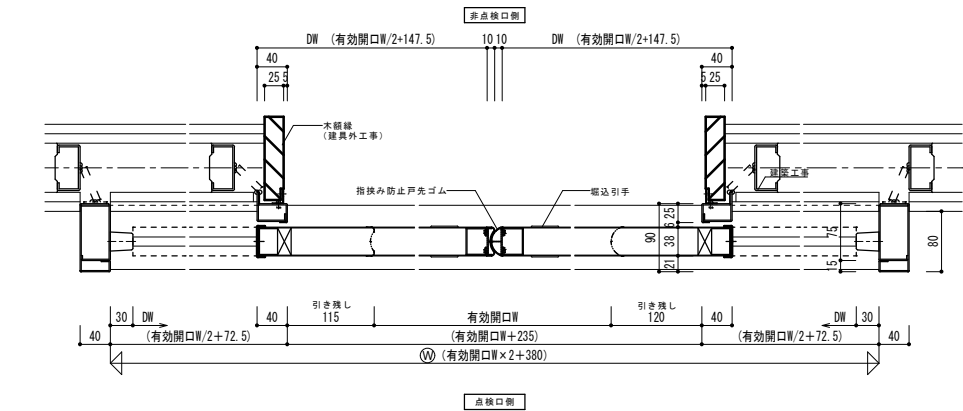 非点検口側
DW (有効開口W/2+147.5)
10
10
DW (有効開口W/2+147.5)
40
40
25
5
5
25
木額縁
(建具外工事)
建築工事
指挟み防止戸先ゴム
堀込引手
25
6
90
38
21
75
15
80
引き残し
引き残し
30
DW
40
115
有効開口W
120
40
DW
30
40
(有効開口W/2+72.5)
(有効開口W+235)
(有効開口W/2+72.5)
40
Ⓦ (有効開口W×2+380)
点検口側